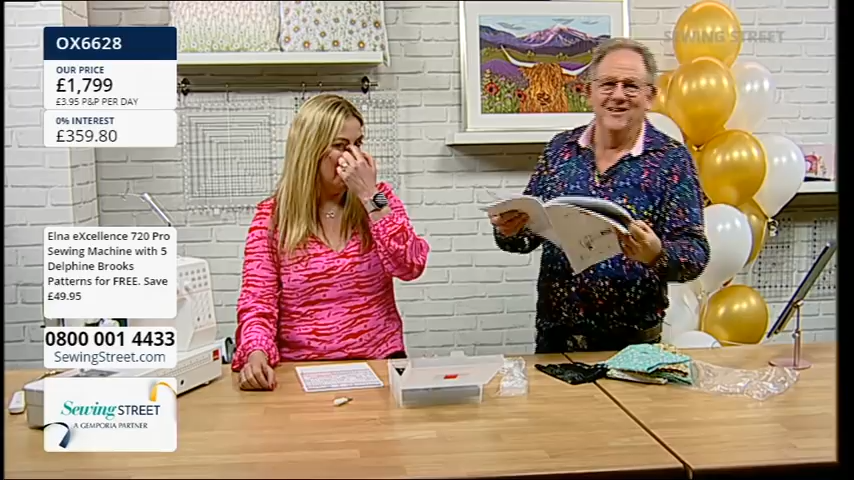 SEWING STREET
OX6628
OUR PRICE
£1,799
£3.95 P&P PER DAY
0% INTEREST
£359.80
Elna eXcellence 720 Pro
Sewing Machine with 5
Delphine Brooks
Patterns for FREE. Save
£49.95
0800 001 4433
SewingStreet.com
Sewing STREET
A GEMPORIA PARTNER